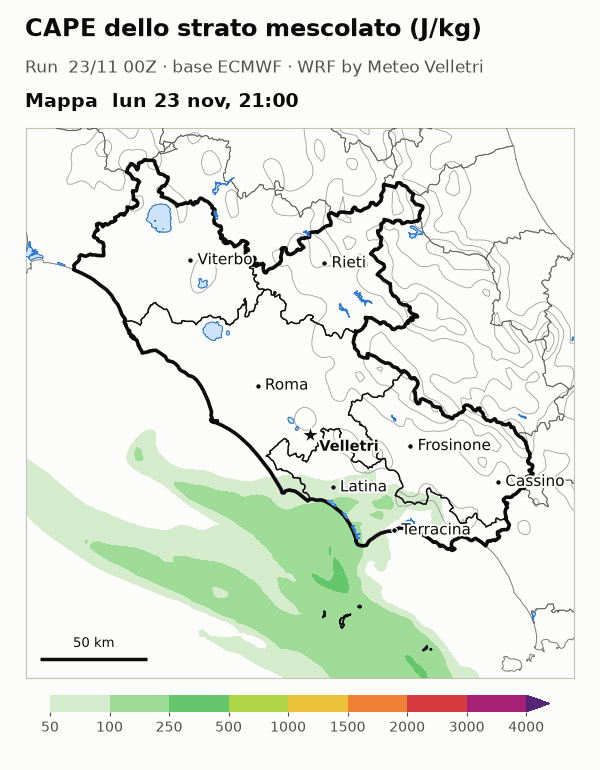 CAPE dello strato mescolato (J/kg)
Run  23/11 00Z · base ECMWF · WRF by Meteo Velletri
Mappa  lun 23 nov, 21:00
Viterbo
Rieti
Roma
Velletri
Frosinone
Latina
Cassino
Terracina
50 km
50 100 250 500 1000 1500 2000 3000 4000